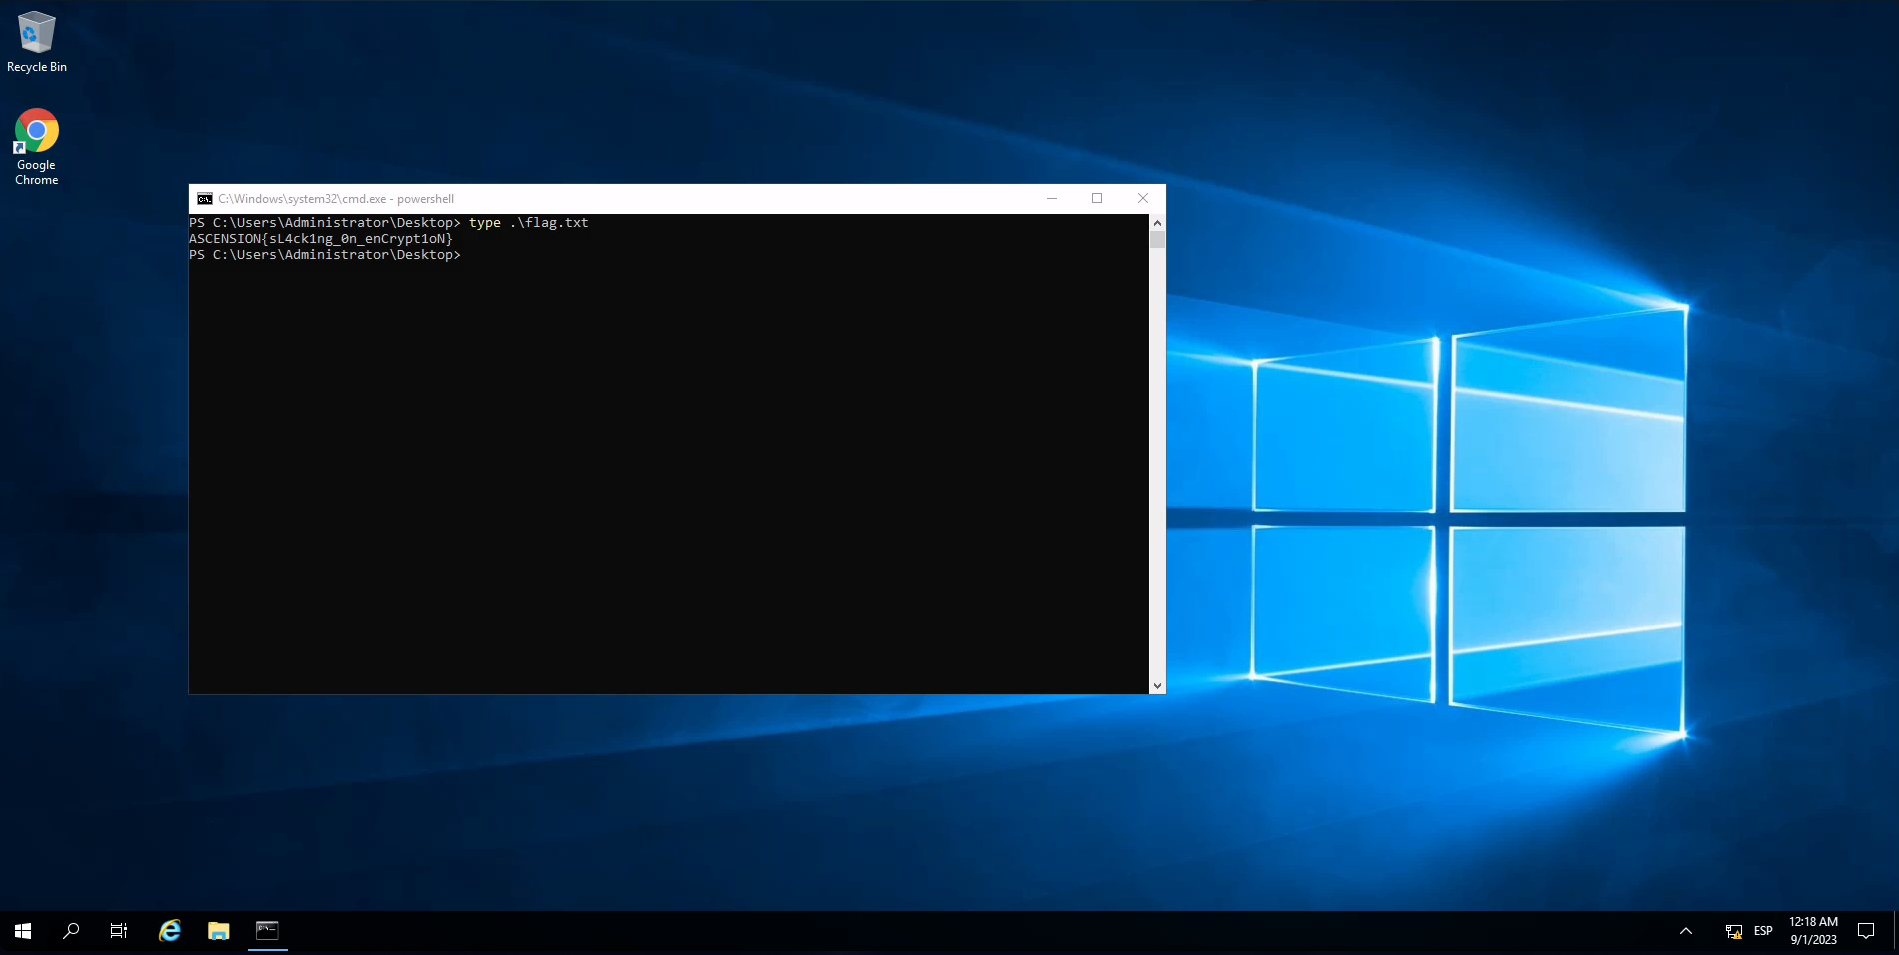 Recycle Bin
Google
Chrome
C:\Windows\system32\cmd.exe - powershell
PS C:\Users\Administrator\Desktop> type .\flag.txt
ASCENSION{sL4ck1ng_0n_enCrypt1oN}
PS C:\Users\Administrator\Desktop>
ESP
12:18 AM
9/1/2023